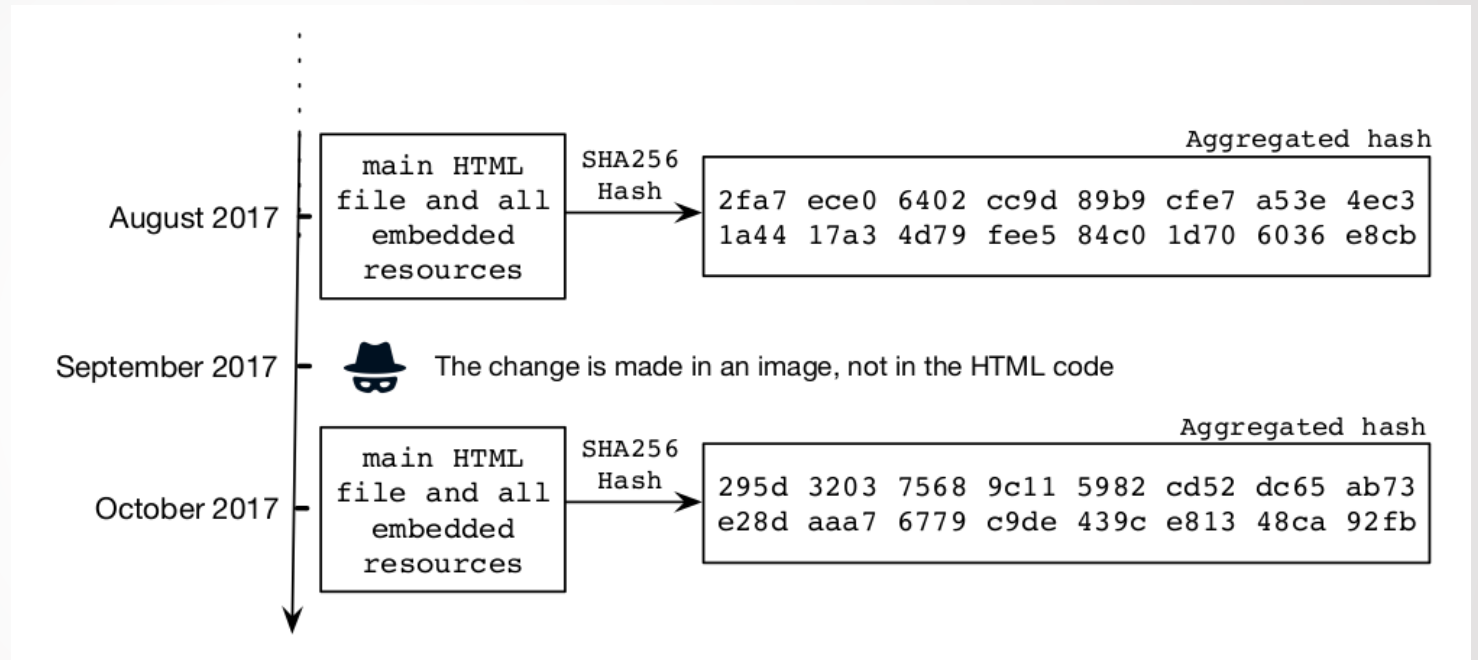 Aggregated hash
main HTML
file and all
embedded
resources
SHA256
Hash
2fa7 ece0 6402 cc9d 89b9 cfe7 a53e 4ec3
1a44 17a3 4d79 fee5 84c0 1d70 6036 e8cb
August 2017
September 2017
The change is made in an image, not in the HTML code
Aggregated hash
main HTML
file and all
embedded
resources
SHA256
Hash
295d 3203 7568 9c11 5982 cd52 dc65 ab73
e28d aaa7 6779 c9de 439c e813 48ca 92fb
October 2017